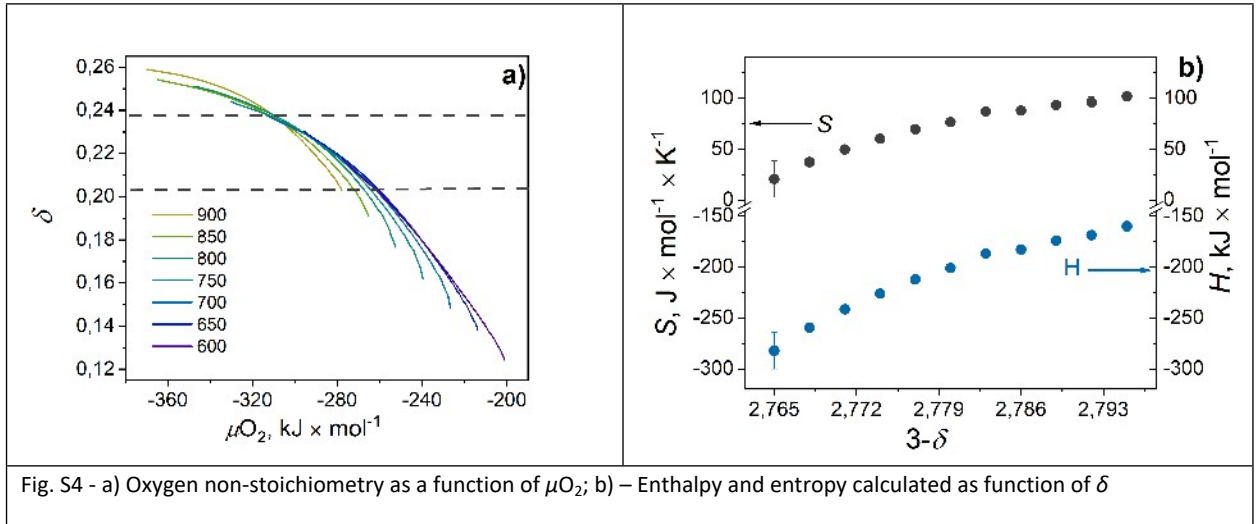 a)
0,26
0,24
0,22
0,20
0,18
0,16
0,14
0,12
δ
900
850
800
750
700
650
600
-360 -320 -280 -240 -200
μO₂, kJ × mol⁻¹
b)
100
50
0
-150
-200
-250
-300
S, J × mol⁻¹ × K⁻¹
S
H
100
50
0
-150
-200
-250
-300
H, kJ × mol⁻¹
2,765 2,772 2,779 2,786 2,793
3-δ
Fig. S4 - a) Oxygen non-stoichiometry as a function of μO₂; b) – Enthalpy and entropy calculated as function of δ